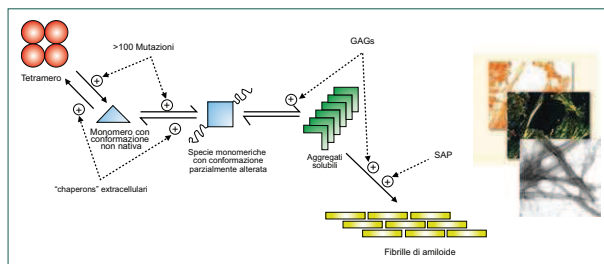 >100 Mutazioni
GAGs
Tetramero
Monomero con
conformazione
non nativa
Specie monomeriche
con conformazione
parzialmente alterata
Aggregati
solubili
SAP
"chaperons" extracellulari
Fibrille di amiloide